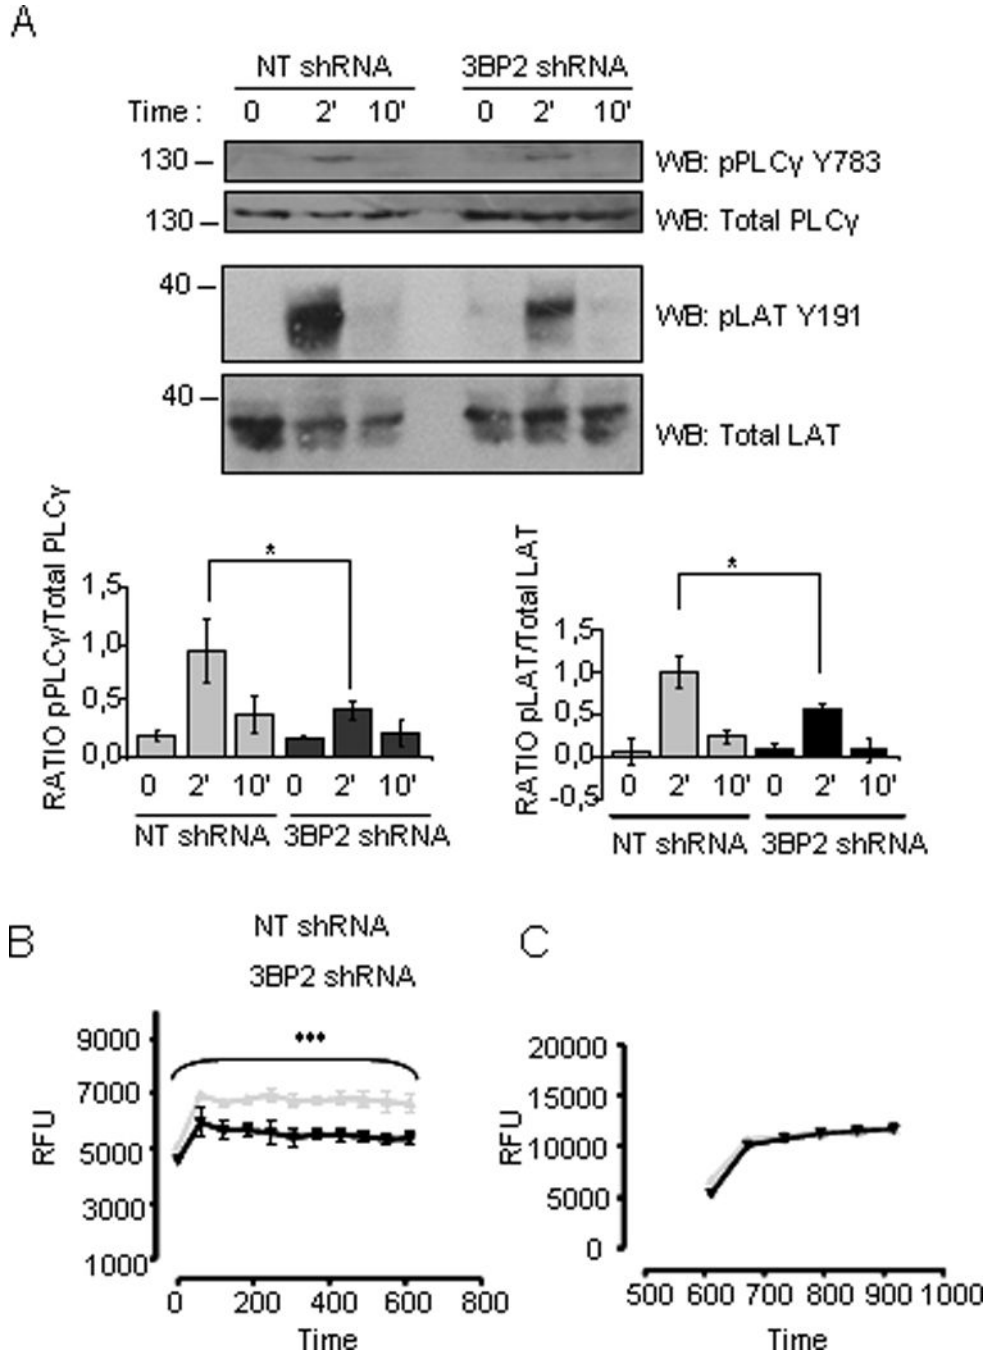 A
NT shRNA 3BP2 shRNA
Time : 0 2' 10' 0 2' 10'
130 WB: pPLCγ Y783
130 WB: Total PLCγ
40 WB: pLAT Y191
40 WB: Total LAT
RATIO pPLCγ/Total PLCγ
*
1,5
1,0
0,5
0,0
0 2' 10' 0 2' 10'
NT shRNA 3BP2 shRNA
RATIO pLAT/Total LAT
*
1,5
1,0
0,5
0,0
-0,5
0 2' 10' 0 2' 10'
NT shRNA 3BP2 shRNA
B
NT shRNA
3BP2 shRNA
RFU
9000
7000
5000
3000
1000
0 200 400 600 800
Time
C
RFU
20000
15000
10000
5000
0
500 600 700 800 900 1000
Time